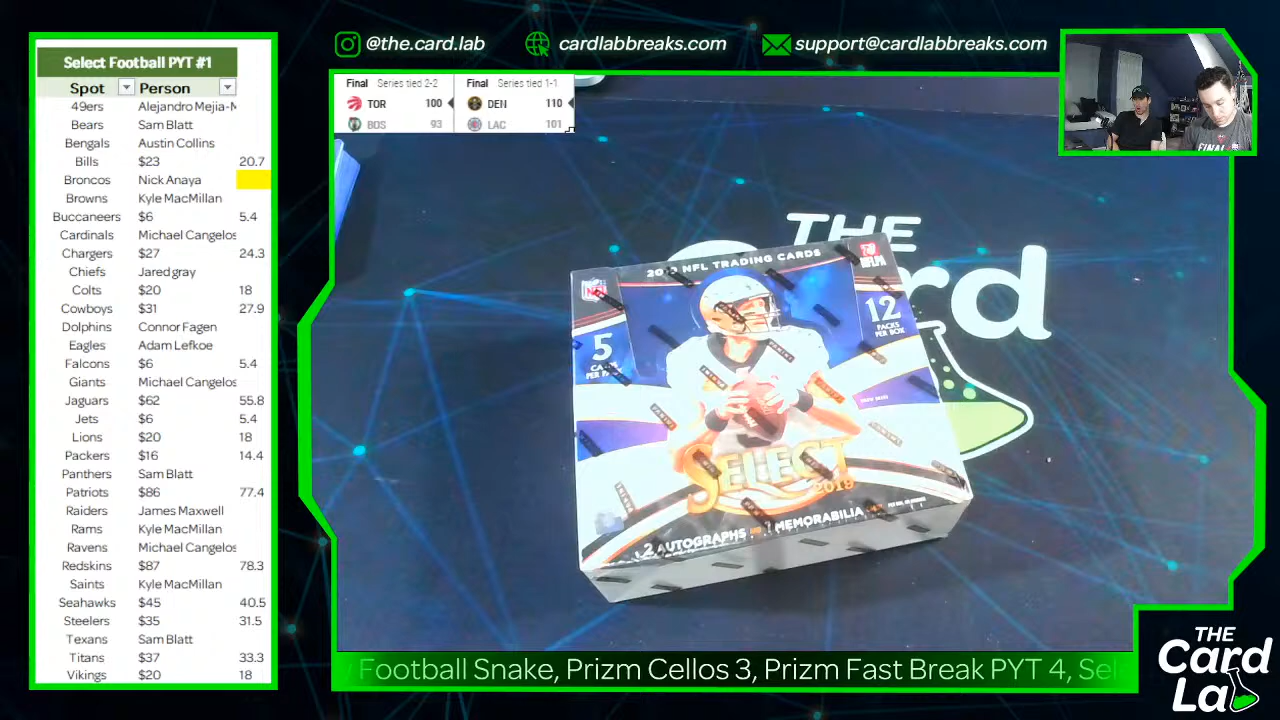 @the.card.lab
cardlabbreaks.com
support@cardlabbreaks.com
Select Football PYT #1
Spot Person
49ers Alejandro Mejia-M
Bears Sam Blatt
Bengals Austin Collins
Bills $23 20.7
Broncos Nick Anaya
Browns Kyle MacMillan
Buccaneers $6 5.4
Cardinals Michael Cangelos
Chargers $27 24.3
Chiefs Jared gray
Colts $20 18
Cowboys $31 27.9
Dolphins Connor Fagen
Eagles Adam Lefkoe
Falcons $6 5.4
Giants Michael Cangelos
Jaguars $62 55.8
Jets $6 5.4
Lions $20 18
Packers $16 14.4
Panthers Sam Blatt
Patriots $86 77.4
Raiders James Maxwell
Rams Kyle MacMillan
Ravens Michael Cangelos
Redskins $87 78.3
Saints Kyle MacMillan
Seahawks $45 40.5
Steelers $35 31.5
Texans Sam Blatt
Titans $37 33.3
Vikings $20 18
Final Series tied 2-2
TOR 100
BOS 93
Final Series tied 1-1
DEN 110
LAC 101
THE
Card
2019 NFL TRADING CARDS
NFL
5
12
PACKS
PER BOX
SELECT
2019
2 AUTOGRAPHS
MEMORABILIA
FINAL
Football Snake, Prizm Cellos 3, Prizm Fast Break PYT 4, Sel
THE
Card
Lab